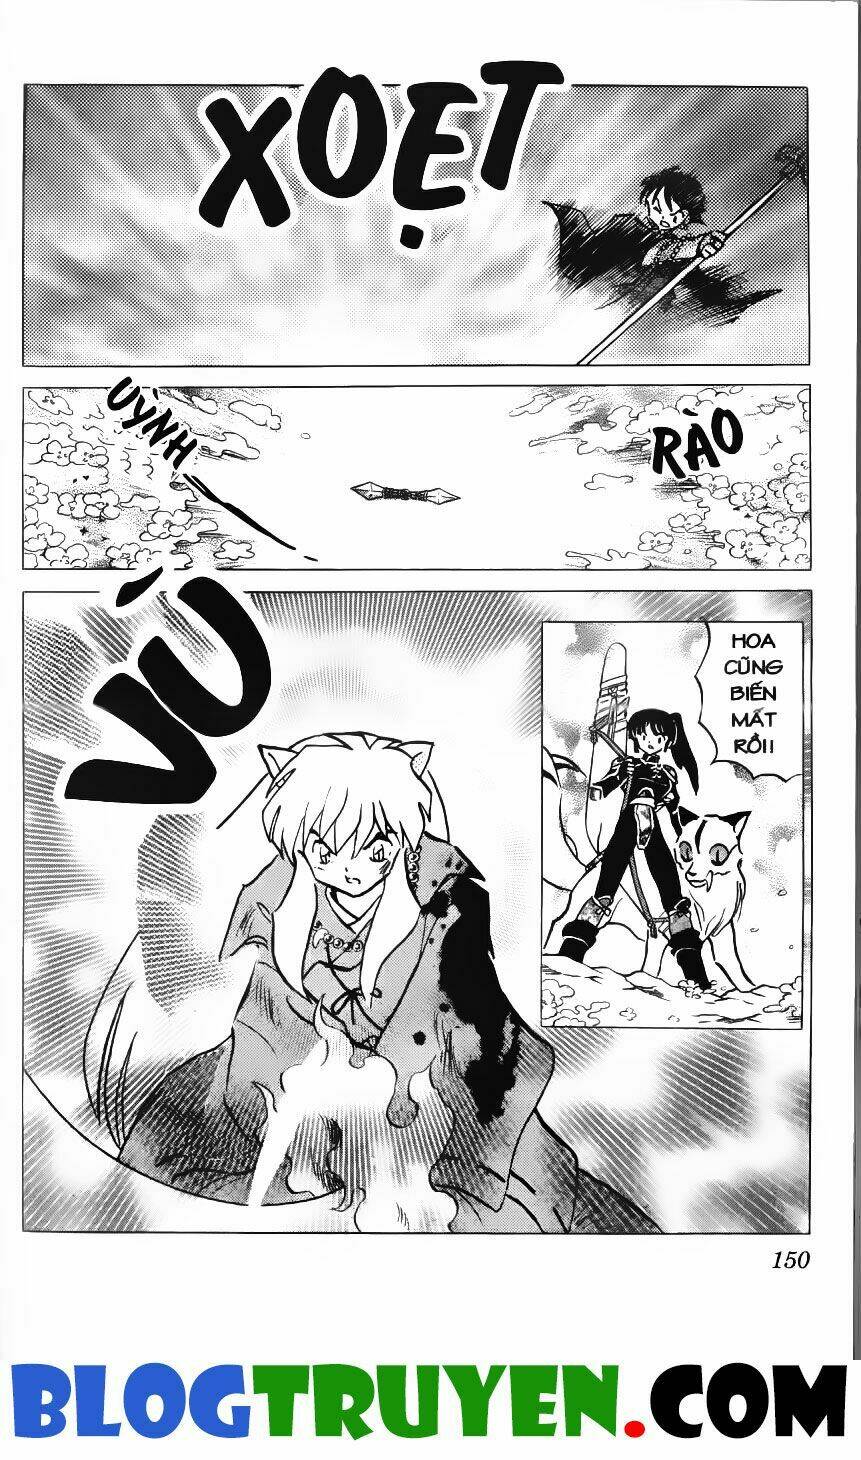 XOẸT
UỲNH
RÀO
VÚ
HOA
CŨNG
BIẾN
MẤT
RỒI!
150
BLOGTRUYEN.COM